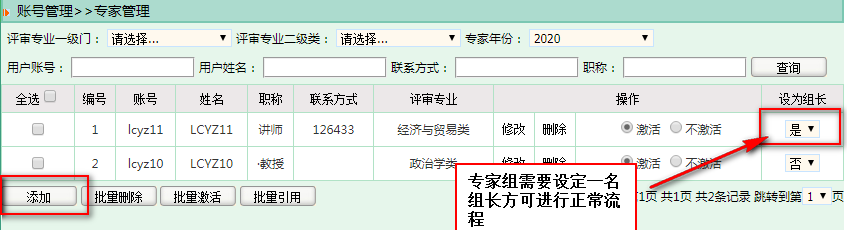 账号管理>>专家管理
评审专业一级门： 请选择... 评审专业二级类： 请选择... 专家年份： 2020
用户账号： 用户姓名： 联系方式： 职称： 查询
全选 编号 账号 姓名 职称 联系方式 评审专业 操作 设为组长
1 lcyz11 LCYZ11 讲师 126433 经济与贸易类 修改 删除 激活 不激活 是
2 lcyz10 LCYZ10 ·教授 政治学类 激活 不激活 否
添加 批量删除 批量激活 批量引用 1页 共1页 共2条记录 跳转到第 1 页
专家组需要设定一名
组长方可进行正常流
程